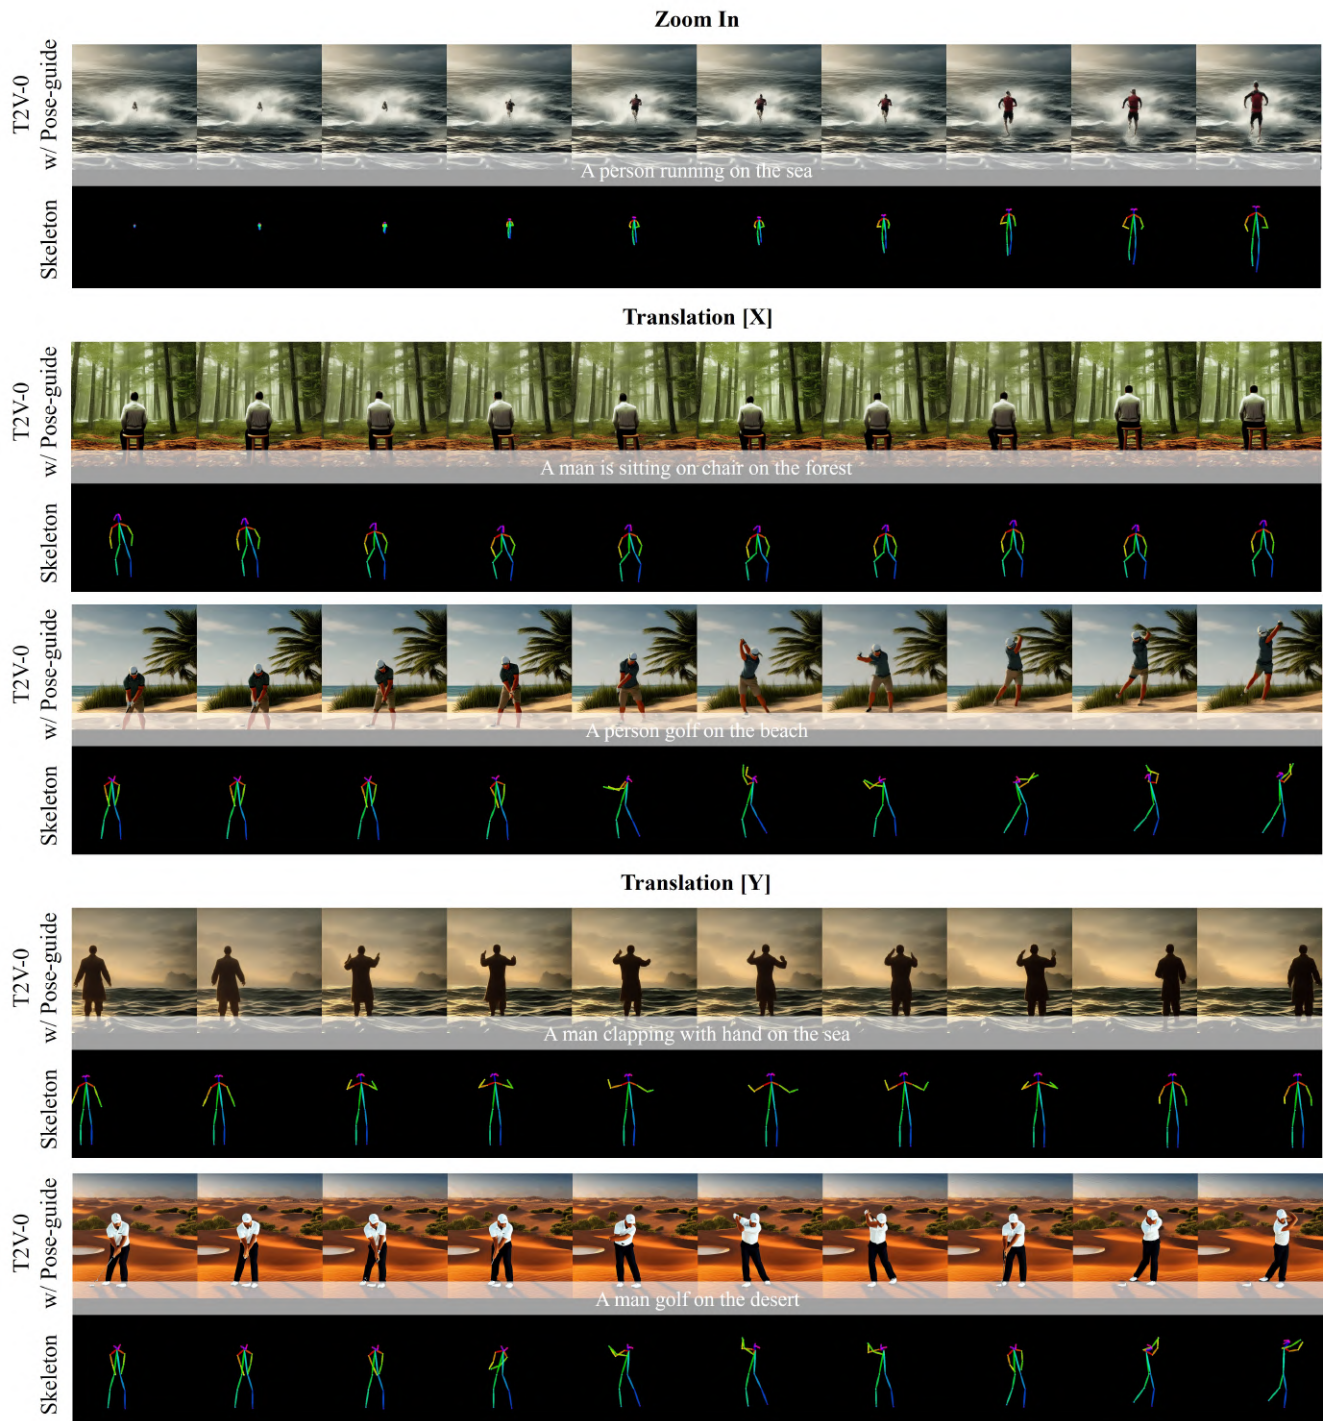 Zoom In
T2V-0
w/ Pose-guide
A person running on the sea
Skeleton
Translation [X]
T2V-0
w/ Pose-guide
A man is sitting on chair on the forest
Skeleton
T2V-0
w/ Pose-guide
A person golf on the beach
Skeleton
Translation [Y]
T2V-0
w/ Pose-guide
A man clapping with hand on the sea
Skeleton
T2V-0
w/ Pose-guide
A man golf on the desert
Skeleton